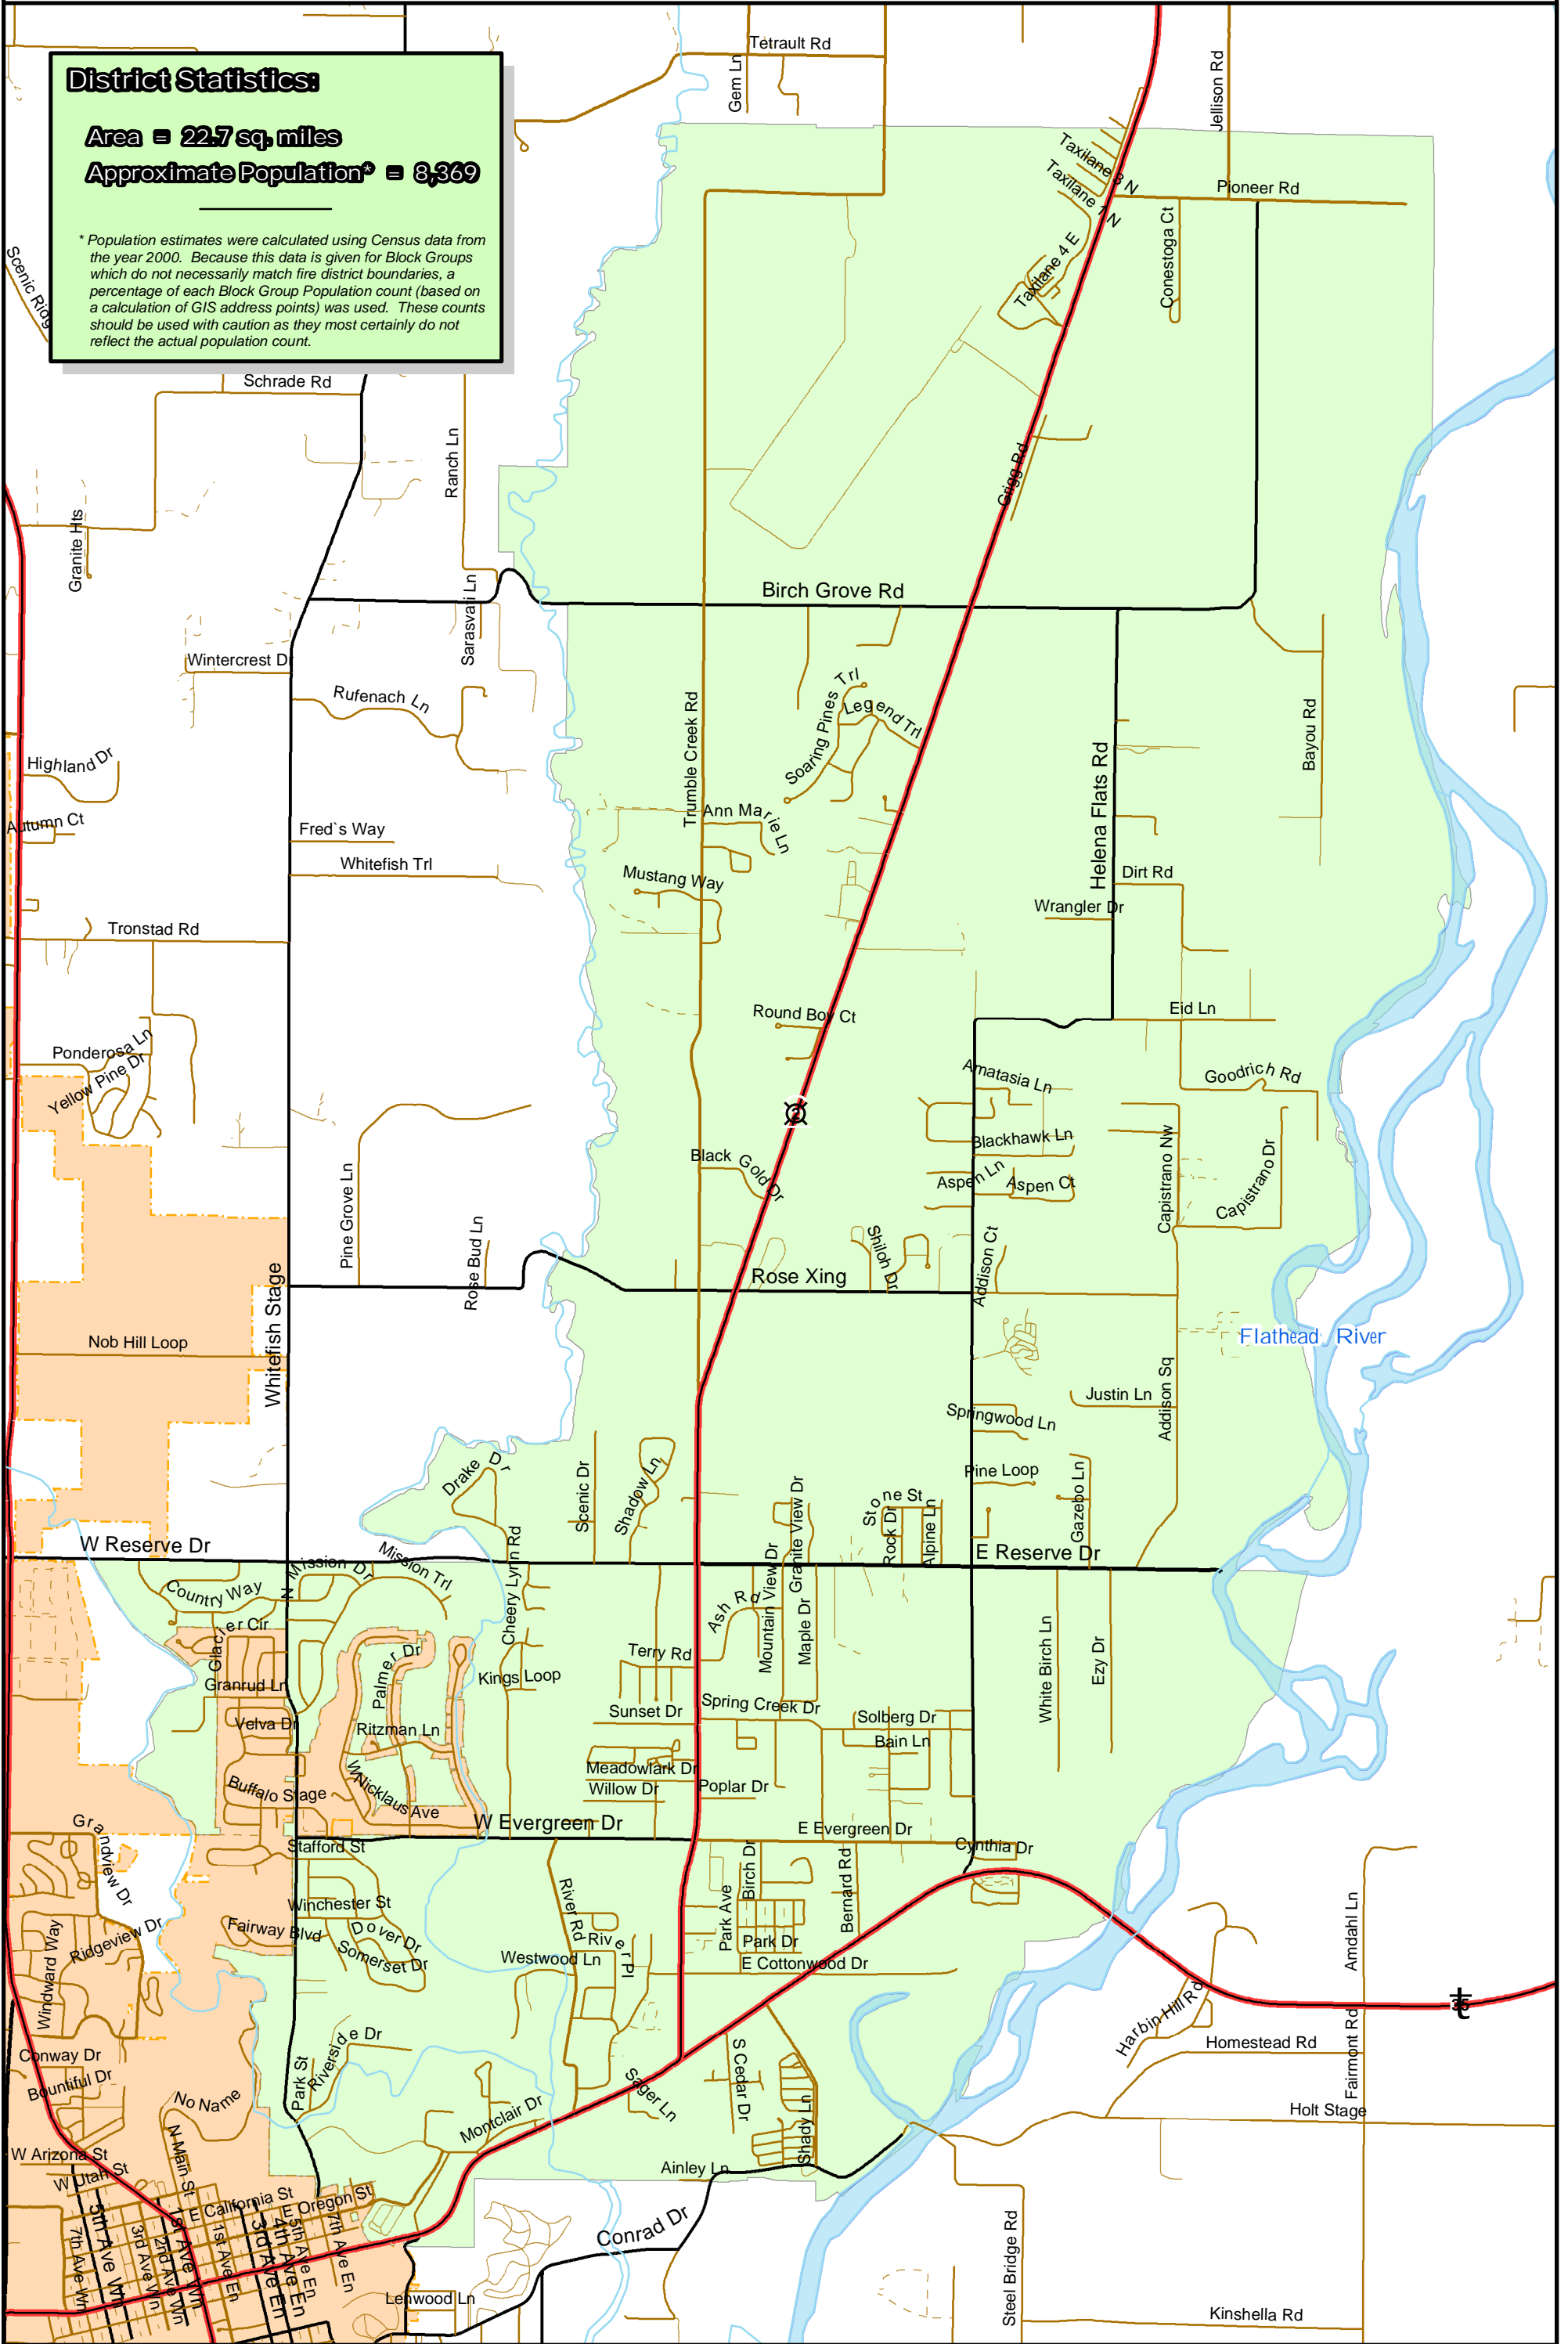 District Statistics:
Area = 22.7 sq. miles
Approximate Population* = 8,369
* Population estimates were calculated using Census data from
the year 2000. Because this data is given for Block Groups
which do not necessarily match fire district boundaries, a
percentage of each Block Group Population count (based on
a calculation of GIS address points) was used. These counts
should be used with caution as they most certainly do not
reflect the actual population count.
Tetrault Rd
Gem Ln
Jellison Rd
Taxilane 3 N
Taxilane 7 N
Pioneer Rd
Conestoga Ct
Taxilane 4 E
Scenic Ridg
Schrade Rd
Ranch Ln
Grigg Rd
Granite Hts
Sarasvati Ln
Birch Grove Rd
Wintercrest Dr
Rufenach Ln
Soaring Pines Trl
Legend Trl
Trumble Creek Rd
Bayou Rd
Helena Flats Rd
Highland Dr
Autumn Ct
Fred`s Way
Whitefish Trl
Ann Marie Ln
Mustang Way
Dirt Rd
Wrangler Dr
Tronstad Rd
Round Boy Ct
Eid Ln
Ponderosa Ln
Yellow Pine Dr
Amatasia Ln
Goodrich Rd
2
Blackhawk Ln
Black Gold Dr
Aspen Ln
Aspen Ct
Capistrano Nw
Capistrano Dr
Pine Grove Ln
Rose Bud Ln
Shiloh Dr
Addison Ct
Rose Xing
Whitefish Stage
Nob Hill Loop
Flathead River
Justin Ln
Addison Sq
Springwood Ln
Drake Dr
Scenic Dr
Shadow Ln
Pine Loop
Gazebo Ln
Granite View Dr
Stone St
Rock Dr
Alpine Ln
W Reserve Dr
E Reserve Dr
N Mission Dr
Mission Trl
Cheery Lynn Rd
Country Way
Glacier Cir
Ash Rd
Mountain View Dr
Maple Dr
White Birch Ln
Ezy Dr
Palmer Dr
Terry Rd
Kings Loop
Granrud Ln
Sunset Dr
Spring Creek Dr
Solberg Dr
Velva Dr
Ritzman Ln
Bain Ln
Meadowlark Dr
Willow Dr
Poplar Dr
Buffalo Stage
W Nicklaus Ave
W Evergreen Dr
E Evergreen Dr
Cynthia Dr
Grandview Dr
Stafford St
Birch Dr
Bernard Rd
Winchester St
River Rd
Park Ave
Fairway Blvd
Dover Dr
Somerset Dr
River Pl
Park Dr
Westwood Ln
E Cottonwood Dr
Ridgeview Dr
Windward Way
Amdahl Ln
Harbin Hill Rd
35
Homestead Rd
Fairmont Rd
Riverside Dr
Park St
Conway Dr
Bountiful Dr
No Name
S Cedar Dr
Sager Ln
Shady Ln
Montclair Dr
Holt Stage
N Main St
W Arizona St
W Utah St
Ainley Ln
E California St
E Oregon St
Conrad Dr
7th Ave Wn
5th Ave Wn
3rd Ave Wn
2nd Ave Wn
1st Ave Wn
1st Ave En
3rd Ave En
4th Ave En
5th Ave En
7th Ave En
Lenwood Ln
Steel Bridge Rd
Kinshella Rd